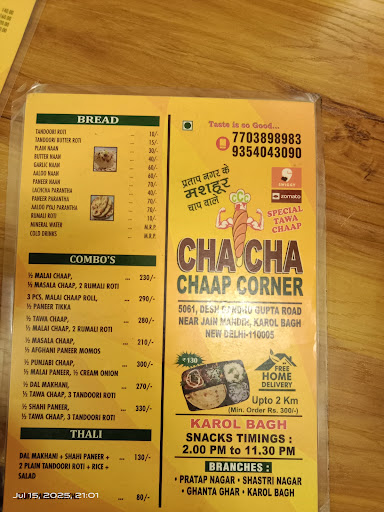 BREAD
TANDOORI ROTI ... 10/-
TANDOORI BUTTER ROTI ... 15/-
PLAIN NAAN 30/-
BUTTER NAAN 40/-
GARLIC NAAN
AALOO NAAN
PANEER NAAN
LACHCHA PARANTHA
PANEER PARANTHA
AALOO PYAJ PARANTHA
RUMALI ROTI
MINERAL WATER ... M.R.P.
COLD DRINKS ... M.R.P.
COMBO'S
½ MALAI CHAAP, ... 230/-
½ MASALA CHAAP, 2 RUMALI ROTI
3 PCS. MALAI CHAAP ROLL, ... 290/-
½ PANEER TIKKA
½ TAWA CHAAP, ... 280/-
½ MALAI CHAAP, 2 RUMALI ROTI
½ MASALA CHAAP, ... 210/-
½ AFGHANI PANEER MOMOS
½ PUNJABI CHAAP, ... 300/-
½ MALAI PANEER, ½ CREAM ONION
½ DAL MAKHANI, ... 270/-
½ TAWA CHAAP, 3 TANDOORI ROTI
½ SHAHI PANEER, ... 330/-
½ TAWA CHAAP, 3 TANDOORI ROTI
THALI
DAL MAKHANI + SHAHI PANEER + ... 130/-
2 PLAIN TANDOORI ROTI + RICE +
SALAD
... 80/-
Taste is so Good...
7703898983
9354043090
प्रताप नगर के
मशहूर
चाप वाले
SWIGGY
zomato
SPECIAL
TAWA
CHAAP
CCC
CHACHA
CHAAP CORNER
5061, DESH BANDHU GUPTA ROAD
NEAR JAIN MANDIR, KAROL BAGH
NEW DELHI-110005
₹130
FREE
HOME
DELIVERY
Upto 2 Km
(Min. Order Rs. 300/-)
KAROL BAGH
SNACKS TIMINGS :
2.00 PM to 11.30 PM
BRANCHES :
• PRATAP NAGAR • SHASTRI NAGAR
• GHANTA GHAR • KAROL BAGH
Jul 15, 2025, 21:01